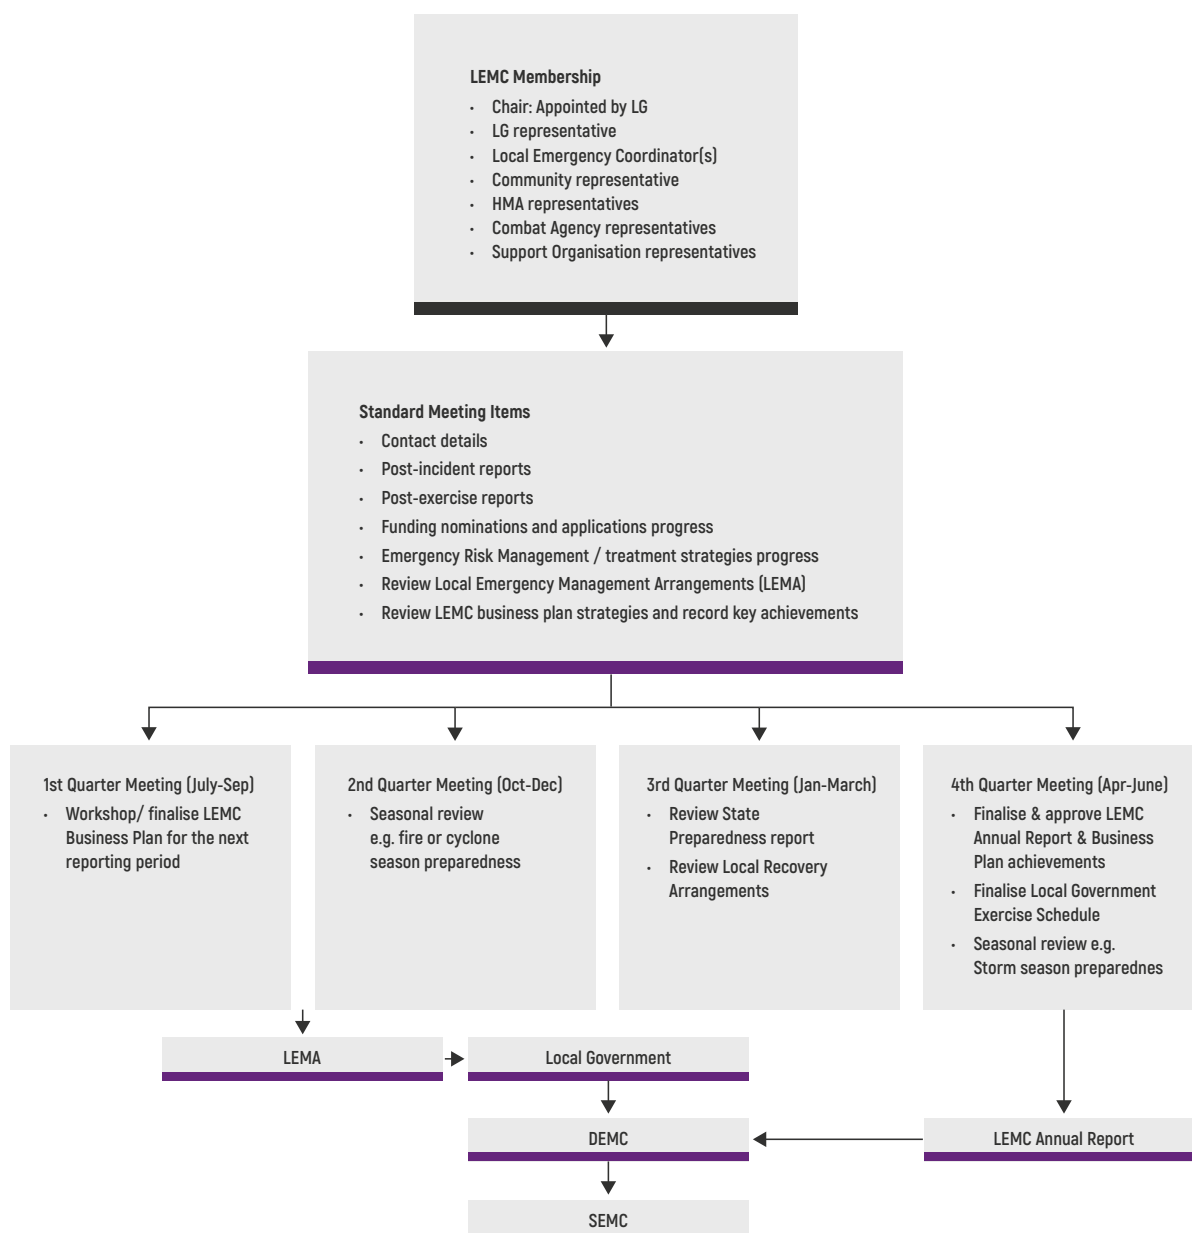 LEMC Membership
• Chair: Appointed by LG
• LG representative
• Local Emergency Coordinator(s)
• Community representative
• HMA representatives
• Combat Agency representatives
• Support Organisation representatives
Standard Meeting Items
• Contact details
• Post-incident reports
• Post-exercise reports
• Funding nominations and applications progress
• Emergency Risk Management / treatment strategies progress
• Review Local Emergency Management Arrangements (LEMA)
• Review LEMC business plan strategies and record key achievements
1st Quarter Meeting (July-Sep)
• Workshop/ finalise LEMC
Business Plan for the next
reporting period
2nd Quarter Meeting (Oct-Dec)
• Seasonal review
e.g. fire or cyclone
season preparedness
3rd Quarter Meeting (Jan-March)
• Review State
Preparedness report
• Review Local Recovery
Arrangements
4th Quarter Meeting (Apr-June)
• Finalise & approve LEMC
Annual Report & Business
Plan achievements
• Finalise Local Government
Exercise Schedule
• Seasonal review e.g.
Storm season preparednes
LEMA
Local Government
DEMC
LEMC Annual Report
SEMC